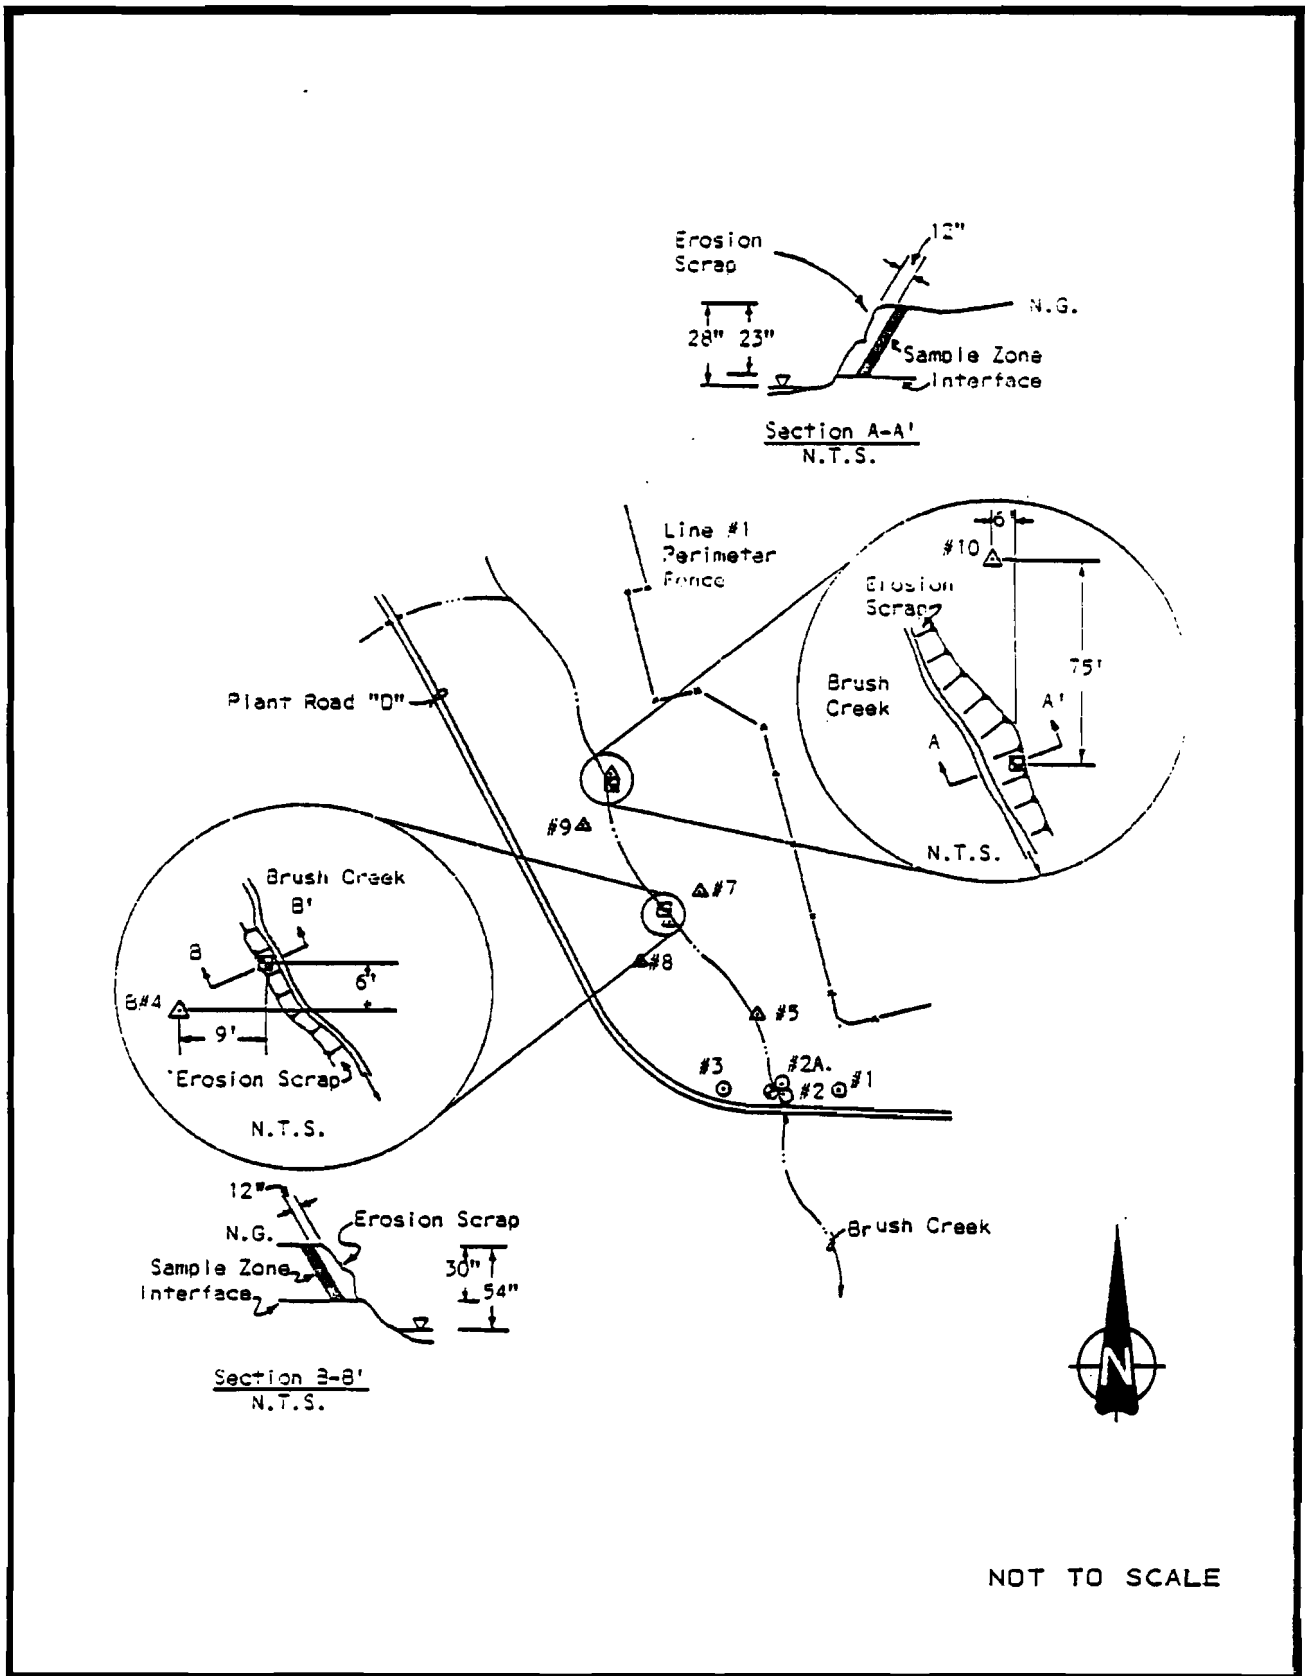 12"
Erosion
Scrap
N.G.
28" 23"
Sample Zone
Interface
Section A-A'
N.T.S.
Line #1
Perimeter
Fence
6'
#10
Erosion
Scrap
75'
Brush
Creek
A'
A
N.T.S.
Plant Road "D"
#9
#7
#8
#5
#3
#2A.
#2
#1
Brush Creek
B'
B
6'
B#4
9'
Erosion Scrap
N.T.S.
12"
Erosion Scrap
N.G.
Sample Zone
Interface
30"
54"
Section B-B'
N.T.S.
Brush Creek
N
NOT TO SCALE